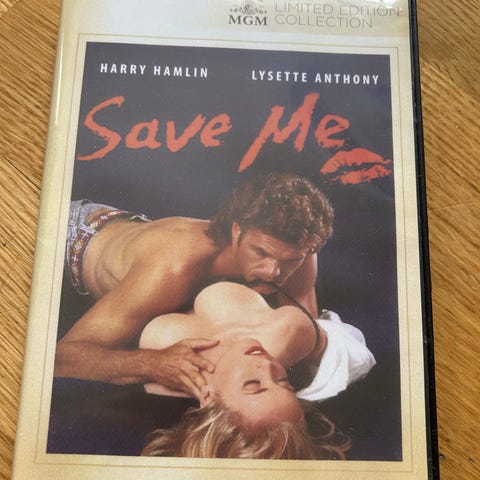 MGM
LIMITED EDITION
COLLECTION
HARRY HAMLIN LYSETTE ANTHONY
Save Me